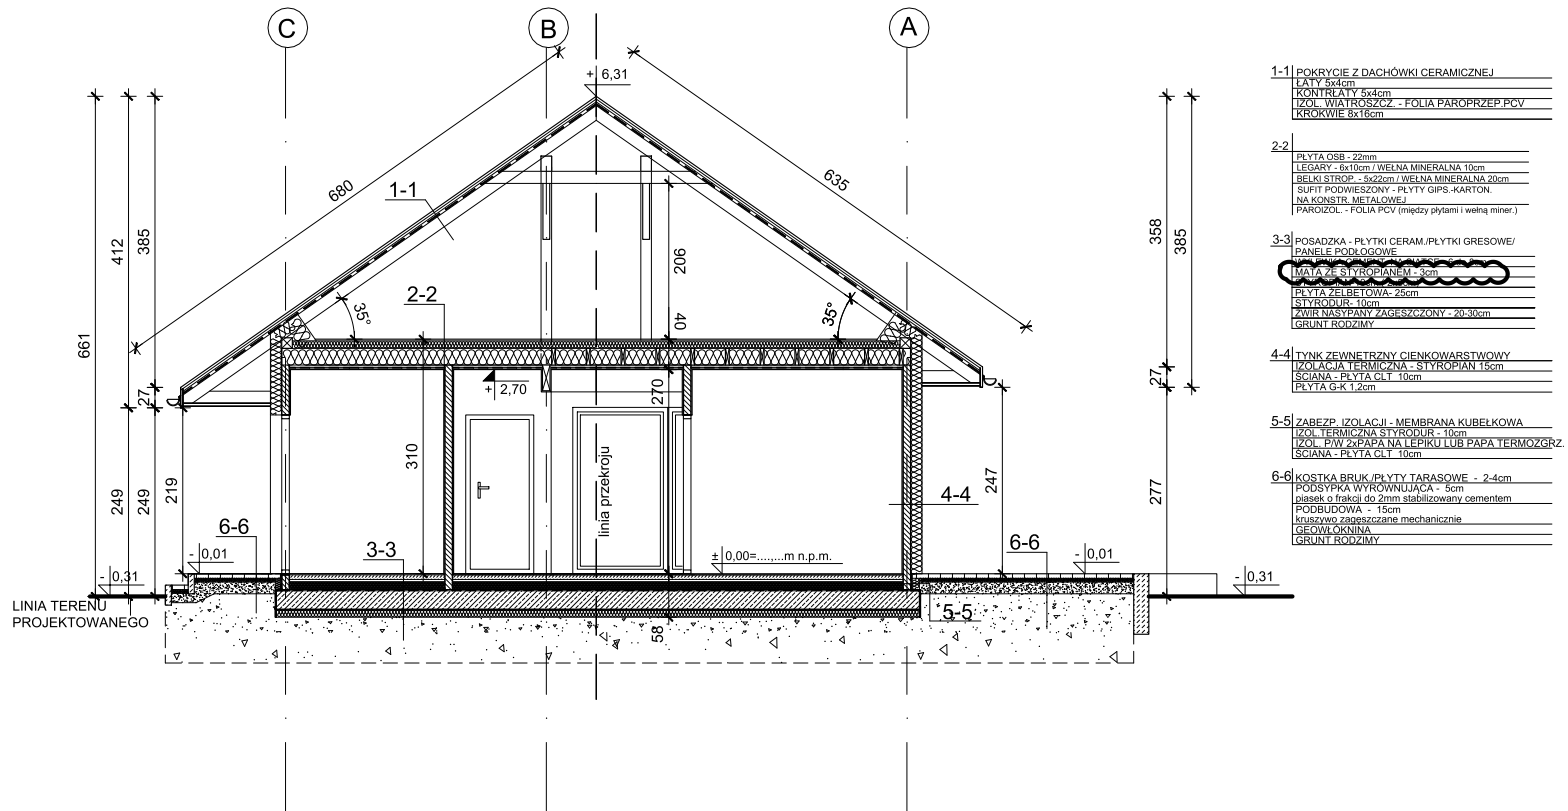 C
B
A
+ 6,31
680
635
1-1
412
385
358
385
206
2-2
35°
35°
40
661
27
27
+ 2,70
270
310
linia przekroju
249
249
219
247
277
4-4
6-6
3-3
6-6
± 0,00=....,...m n.p.m.
- 0,01
- 0,01
- 0,31
- 0,31
LINIA TERENU
PROJEKTOWANEGO
5-5
58
1-1 POKRYCIE Z DACHÓWKI CERAMICZNEJ
ŁATY 5x4cm
KONTRŁATY 5x4cm
IZOL. WIATROSZCZ. - FOLIA PAROPRZEP.PCV
KROKWIE 8x16cm
2-2
PŁYTA OSB - 22mm
LEGARY - 6x10cm / WEŁNA MINERALNA 10cm
BELKI STROP. - 5x22cm / WEŁNA MINERALNA 20cm
SUFIT PODWIESZONY - PŁYTY GIPS.-KARTON.
NA KONSTR. METALOWEJ
PAROIZOL. - FOLIA PCV (między płytami i wełną miner.)
3-3 POSADZKA - PŁYTKI CERAM./PŁYTKI GRESOWE/
PANELE PODŁOGOWE
MATA ZE STYROPIANEM - 3cm
PŁYTA ŻELBETOWA- 25cm
STYRODUR- 10cm
ŻWIR NASYPANY ZAGĘSZCZONY - 20-30cm
GRUNT RODZIMY
4-4 TYNK ZEWNĘTRZNY CIENKOWARSTWOWY
IZOLACJA TERMICZNA - STYROPIAN 15cm
ŚCIANA - PŁYTA CLT 10cm
PŁYTA G-K 1,2cm
5-5 ZABEZP. IZOLACJI - MEMBRANA KUBEŁKOWA
IZOL.TERMICZNA STYRODUR - 10cm
IZOL. P/W 2xPAPA NA LEPIKU LUB PAPA TERMOZGRZ.
ŚCIANA - PŁYTA CLT 10cm
6-6 KOSTKA BRUK./PŁYTY TARASOWE - 2-4cm
PODSYPKA WYRÓWNUJĄCA - 5cm
piasek o frakcji do 2mm stabilizowany cementem
PODBUDOWA - 15cm
kruszywo zagęszczane mechanicznie
GEOWŁÓKNINA
GRUNT RODZIMY